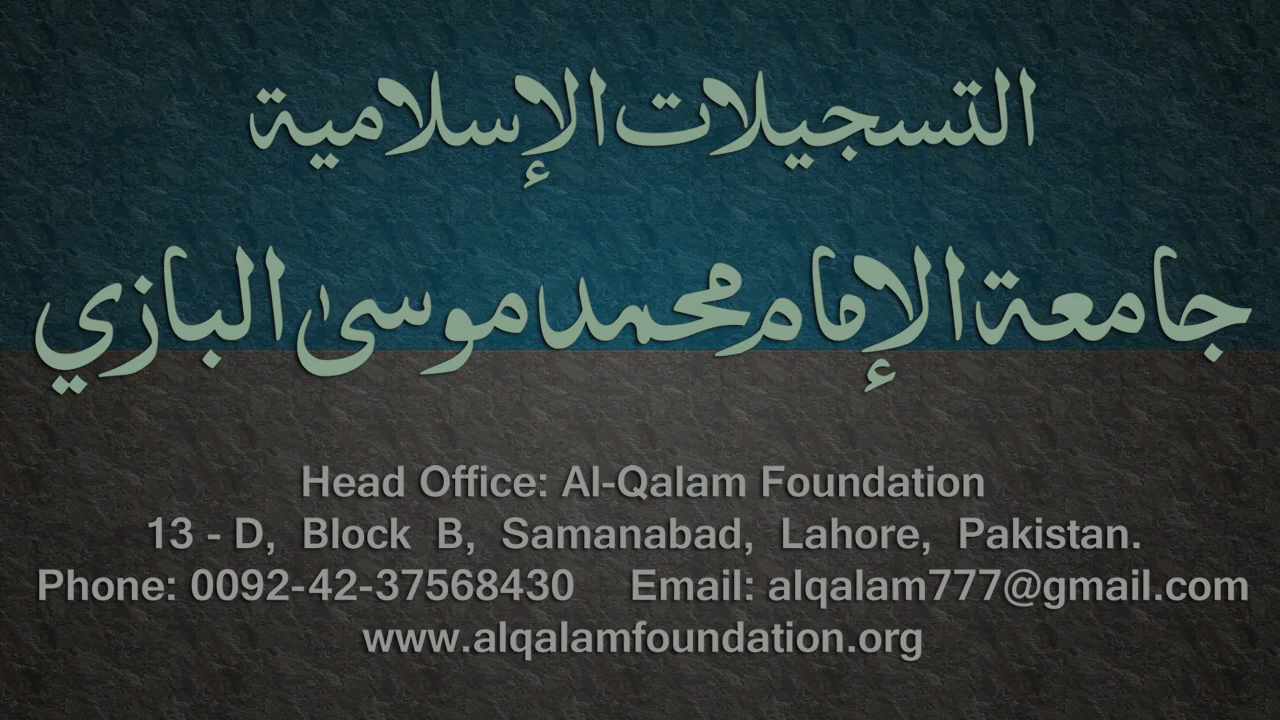 التسجيلات الإسلامية
جامعة الإمام محمد موسىٰ البازي
Head Office: Al-Qalam Foundation
13 - D, Block B, Samanabad, Lahore, Pakistan.
Phone: 0092-42-37568430 Email: alqalam777@gmail.com
www.alqalamfoundation.org